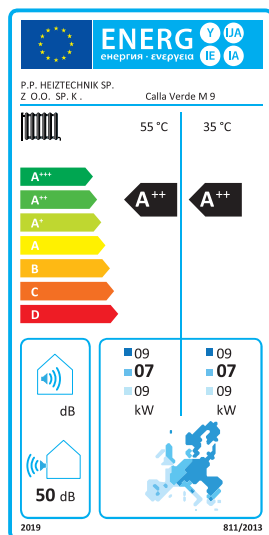 ENERG
енергия · ενεργεια
Y IJA
IE IA
P.P. HEIZTECHNIK SP.
Z O.O. SP. K .
Calla Verde M 9
55 °C 35 °C
A+++
A++
A+
A
B
C
D
A++ A++
dB
50 dB
09 09
07 07
09 09
kW kW
2019 811/2013